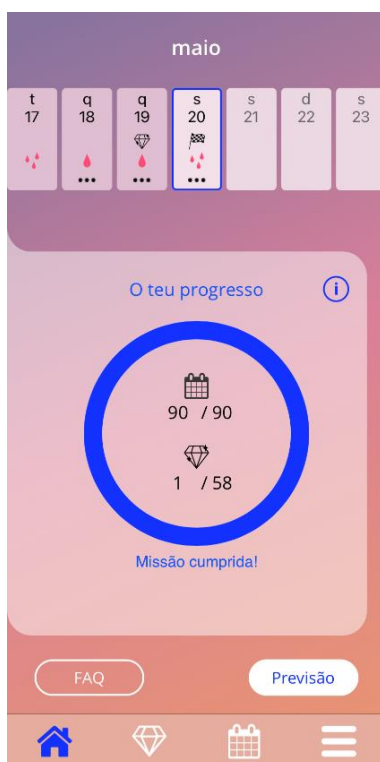 maio
t q q s s d s
17 18 19 20 21 22 23
O teu progresso
i
90 / 90
1 / 58
Missão cumprida!
FAQ Previsão